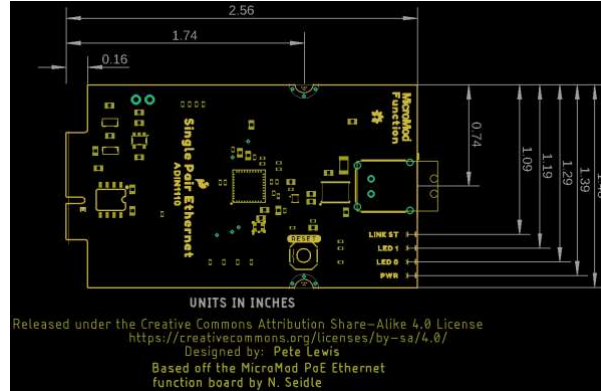 2.56
1.74
0.16
MicroMod
Function
Single Pair Ethernet
ADIN1110
0.74
1.09
1.19
1.29
1.39
RESET
LINK ST
LED 1
LED 0
PWR
UNITS IN INCHES
Released under the Creative Commons Attribution Share-Alike 4.0 License
https://creativecommons.org/licenses/by-sa/4.0/
Designed by: Pete Lewis
Based off the MicroMod PoE Ethernet
function board by N. Seidle